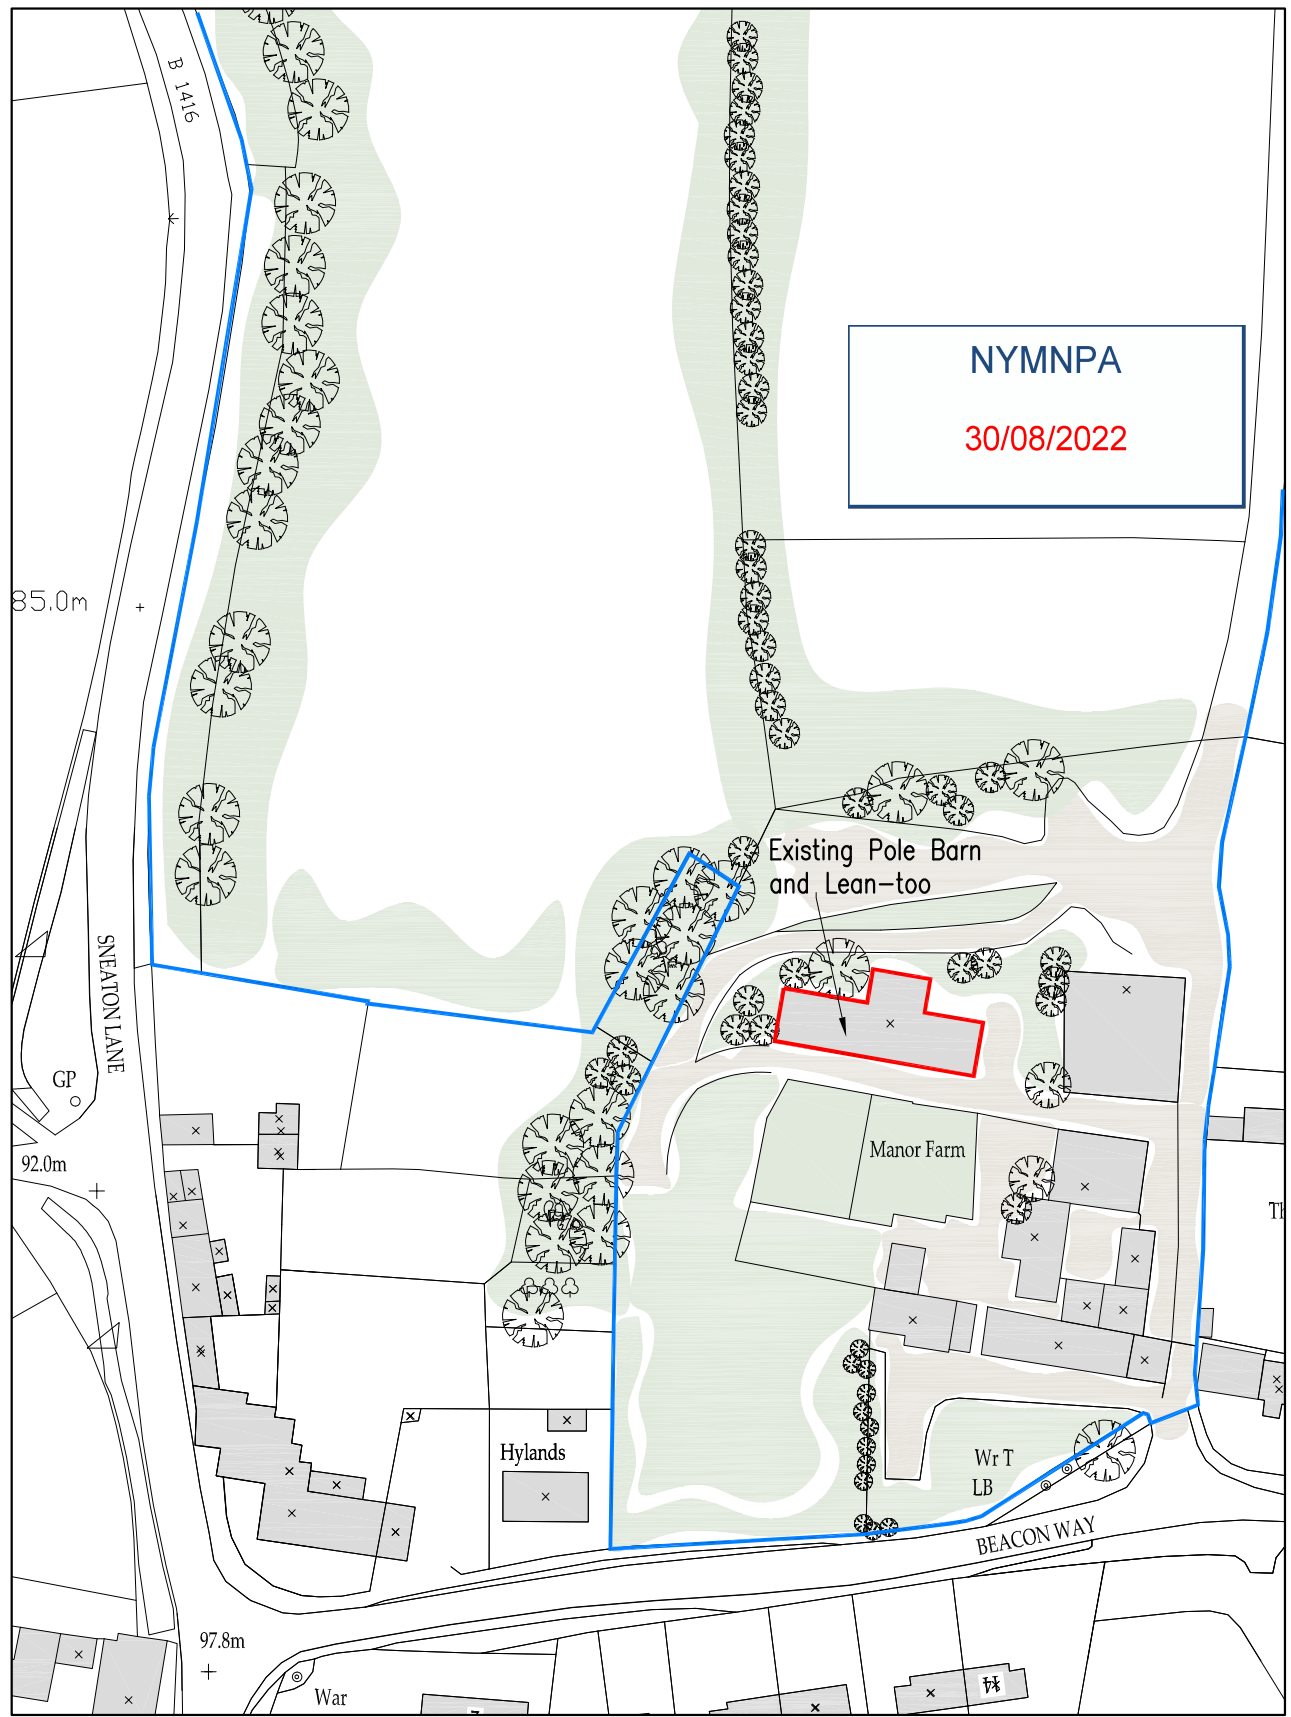 B 1416
NYMNPA
30/08/2022
85.0m
Existing Pole Barn
and Lean-too
SNEATON LANE
GP
92.0m
Manor Farm
Hylands
Wr T
LB
BEACON WAY
97.8m
War